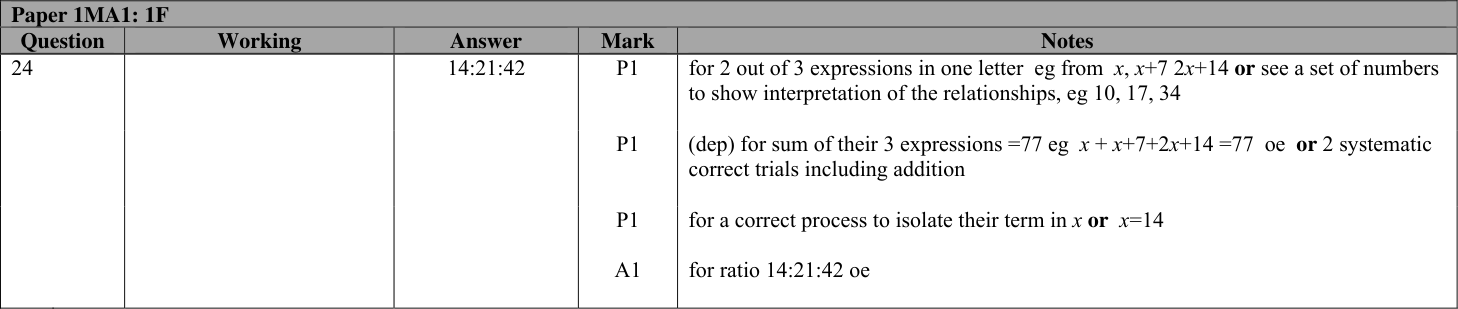 Paper 1MA1: 1F
Question Working Answer Mark Notes
24 14:21:42 P1 for 2 out of 3 expressions in one letter eg from x, x+7 2x+14 or see a set of numbers
to show interpretation of the relationships, eg 10, 17, 34
P1 (dep) for sum of their 3 expressions =77 eg x + x+7+2x+14 =77 oe or 2 systematic
correct trials including addition
P1 for a correct process to isolate their term in x or x=14
A1 for ratio 14:21:42 oe